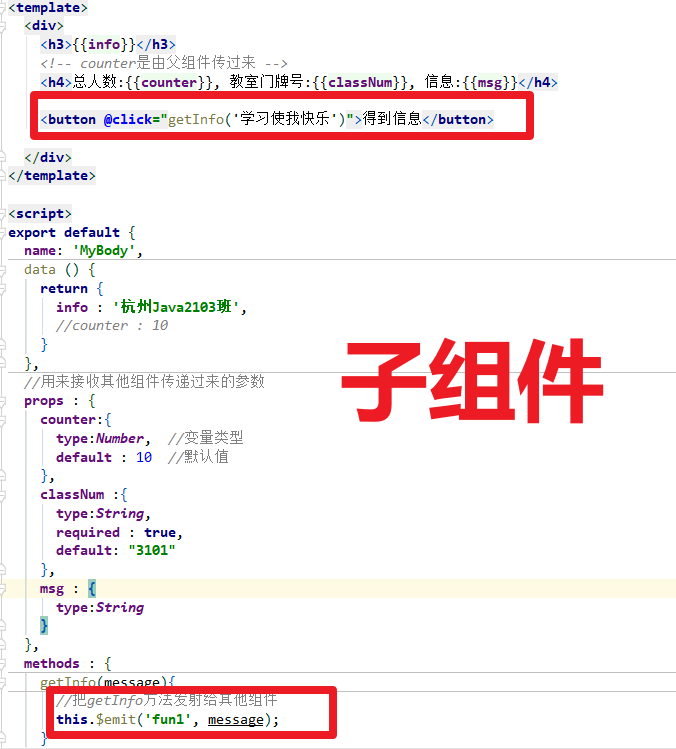 <template>
<div>
<h3>{{info}}</h3>
<!-- counter是由父组件传过来 -->
<h4>总人数:{{counter}}, 教室门牌号:{{classNum}}, 信息:{{msg}}</h4>
<button @click="getInfo('学习使我快乐')">得到信息</button>
</div>
</template>
<script>
export default {
name: 'MyBody',
data () {
return {
info : '杭州Java2103班',
//counter : 10
}
},
//用来接收其他组件传递过来的参数
子组件
props : {
counter:{
type:Number,  //变量类型
default : 10  //默认值
},
classNum :{
type:String,
required : true,
default: "3101"
},
msg : {
type:String
}
},
methods : {
getInfo(message){
//把getInfo方法发射给其他组件
this.$emit('fun1', message);
}